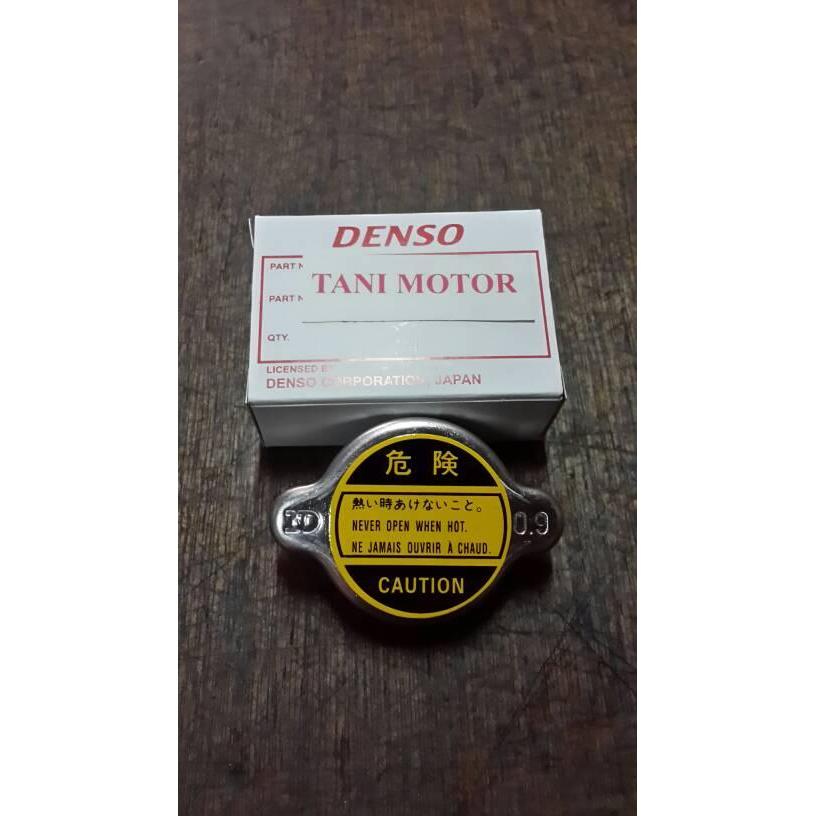 DENSO
PART N
TANI MOTOR
PART N
QTY.
LICENSED BY
DENSO CORPORATION, JAPAN
危険
熱い時あけないこと。
NEVER OPEN WHEN HOT.
NE JAMAIS OUVRIR À CHAUD.
CAUTION
0.9